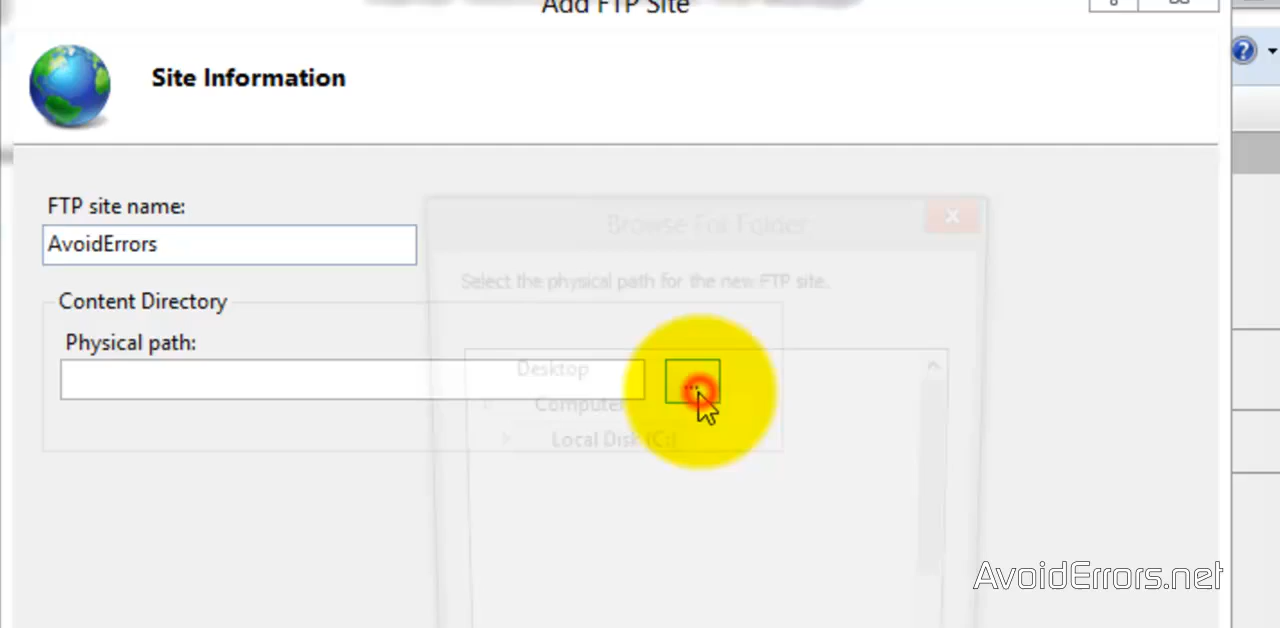 Add FTP Site
Site Information
FTP site name:
AvoidErrors
Content Directory
Physical path:
...
Browse For Folder
Select the physical path for the new FTP site.
Desktop
Computer
Local Disk (C:)
AvoidErrors.net